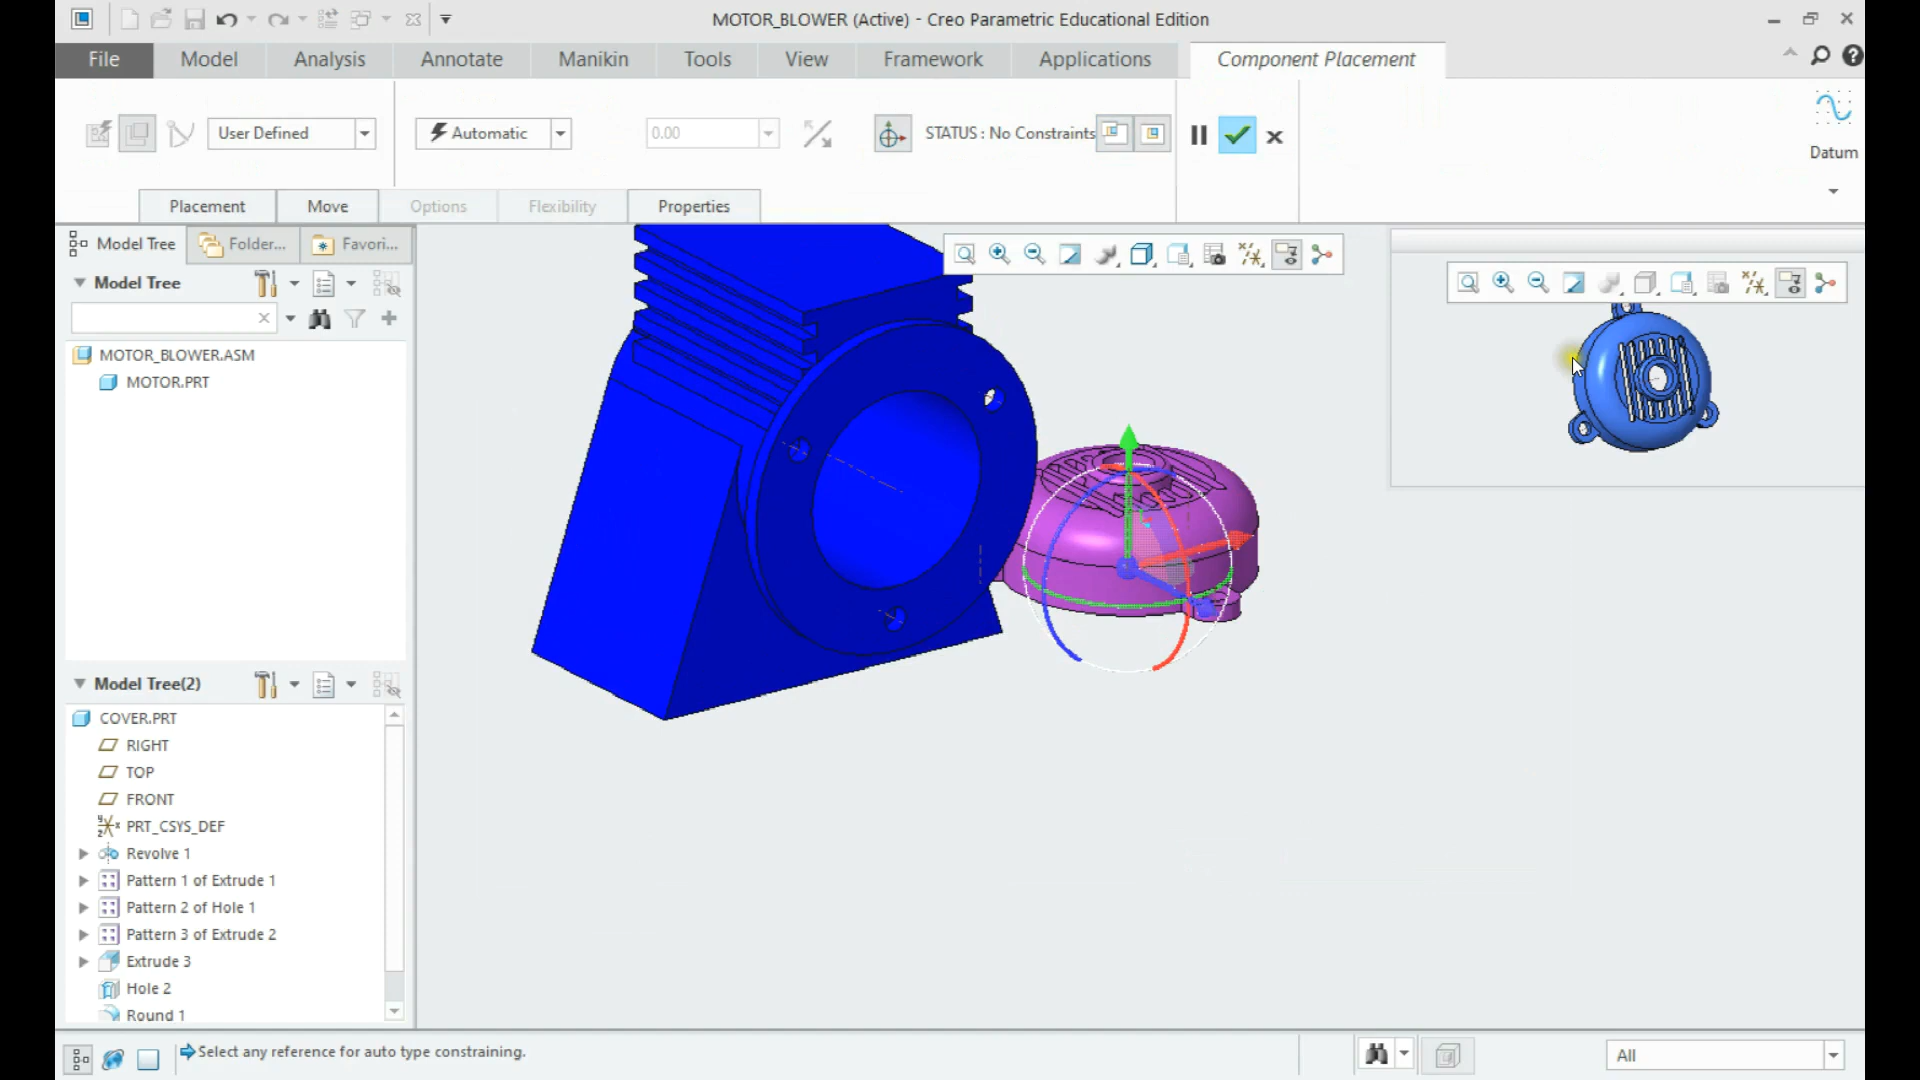 MOTOR_BLOWER (Active) - Creo Parametric Educational Edition
File Model Analysis Annotate Manikin Tools View Framework Applications Component Placement
User Defined Automatic 0.00 STATUS : No Constraints
Datum
Placement Move Options Flexibility Properties
Model Tree Folder... Favori...
Model Tree
MOTOR_BLOWER.ASM
MOTOR.PRT
Model Tree(2)
COVER.PRT
RIGHT
TOP
FRONT
PRT_CSYS_DEF
Revolve 1
Pattern 1 of Extrude 1
Pattern 2 of Hole 1
Pattern 3 of Extrude 2
Extrude 3
Hole 2
Round 1
Select any reference for auto type constraining.
All